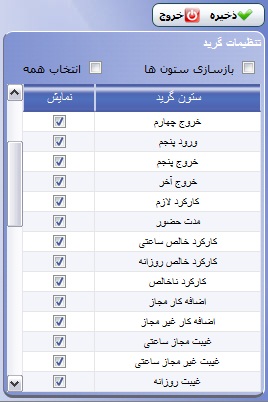 ذخیره خروج
تنظیمات گرید
بازسازی ستون ها انتخاب همه
ستون گرید نمایش
خروج چهارم
ورود پنجم
خروج پنجم
خروج آخر
کارکرد لازم
مدت حضور
کارکرد خالص ساعتی
کارکرد خالص روزانه
کارکرد ناخالص
اضافه کار مجاز
اضافه کار غیر مجاز
غیبت مجاز ساعتی
غیبت غیر مجاز ساعتی
غیبت روزانه